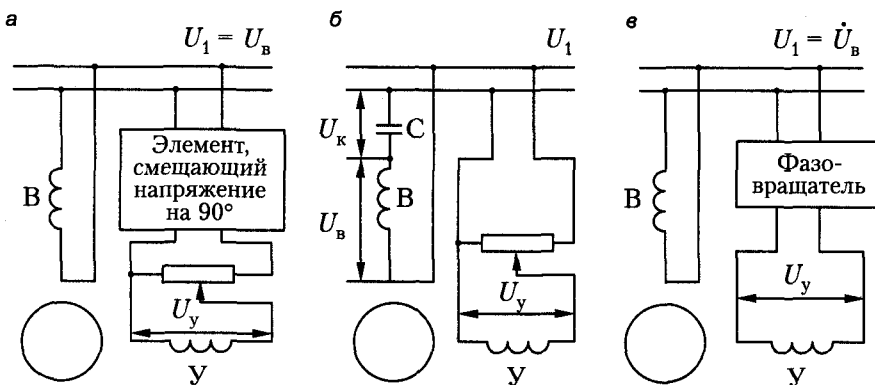 а
U₁ = Uв
В
Элемент,
смещающий
напряжение
на 90°
Uу
У
б
U₁
Uк
С
Uв
В
Uу
У
в
U₁ = U̇в
В
Фазо-
вращатель
Uу
У